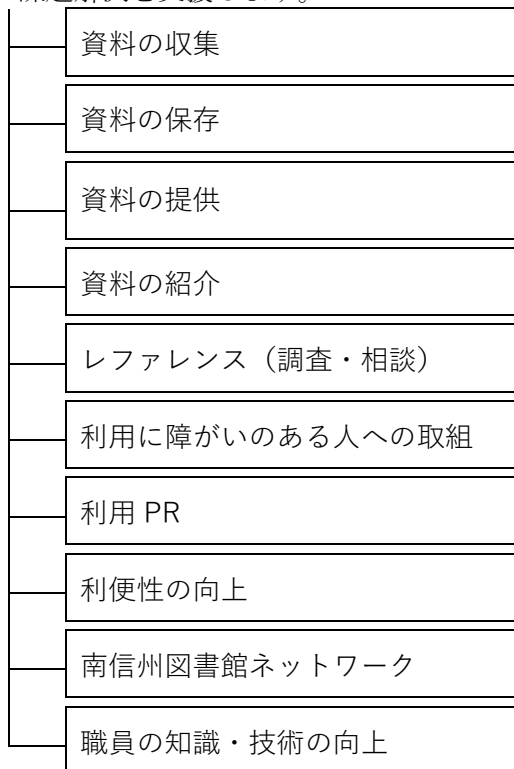 資料の収集
資料の保存
資料の提供
資料の紹介
レファレンス（調査・相談）
利用に障がいのある人への取組
利用 PR
利便性の向上
南信州図書館ネットワーク
職員の知識・技術の向上